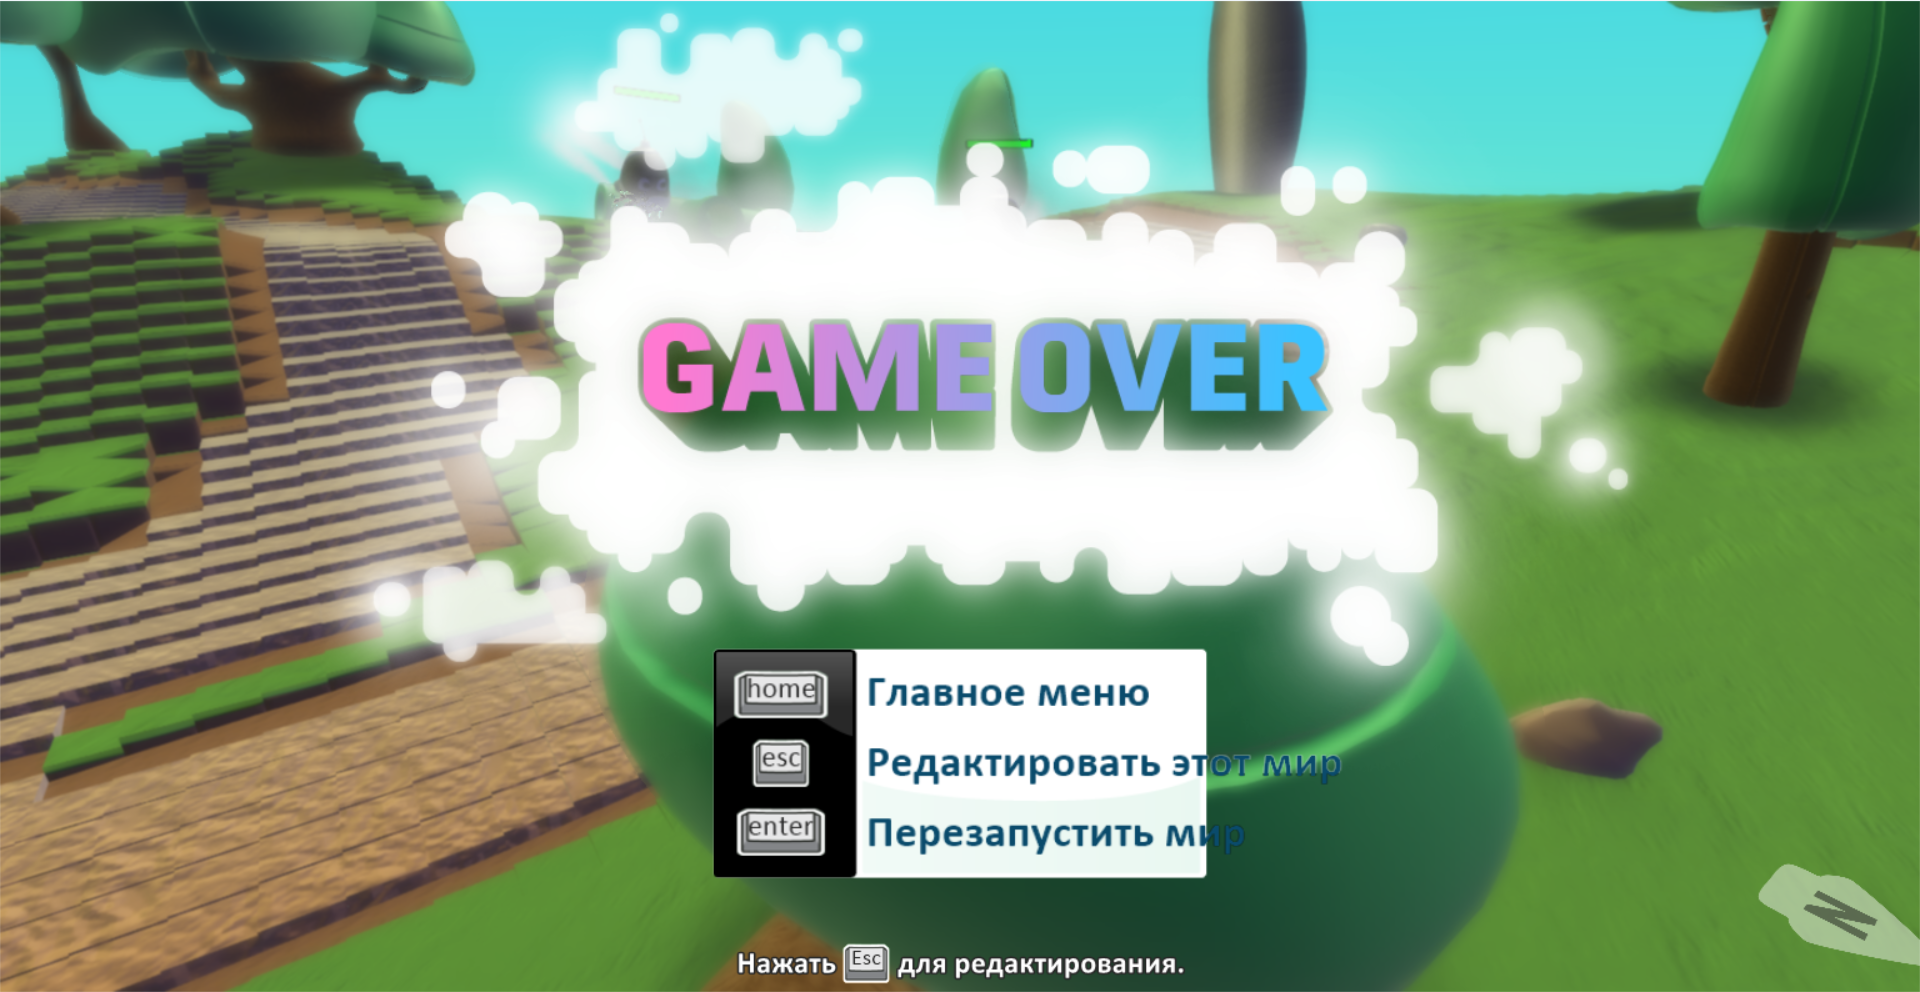 GAME OVER
home Главное меню
esc Редактировать этот мир
enter Перезапустить мир
Нажать Esc для редактирования.
N